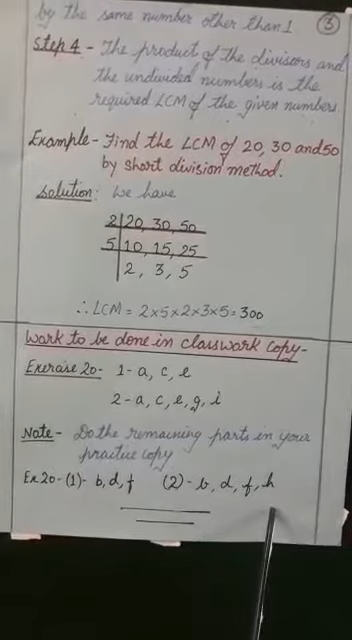 by the same number other than 1
3
Step 4 - The product of the divisors and
the undivided numbers is the
required LCM of the given numbers.
Example - Find the LCM of 20, 30 and 50
by short division method.
Solution: We have
2 | 20, 30, 50
5 | 10, 15, 25
| 2, 3, 5
∴ LCM = 2×5×2×3×5 = 300
Work to be done in classwork copy-
Exercise 20- 1-a, c, e
2-a, c, e, g, i
Note- Do the remaining parts in your
practice copy
Ex 20-(1)- b, d, f (2)- b, d, f, h